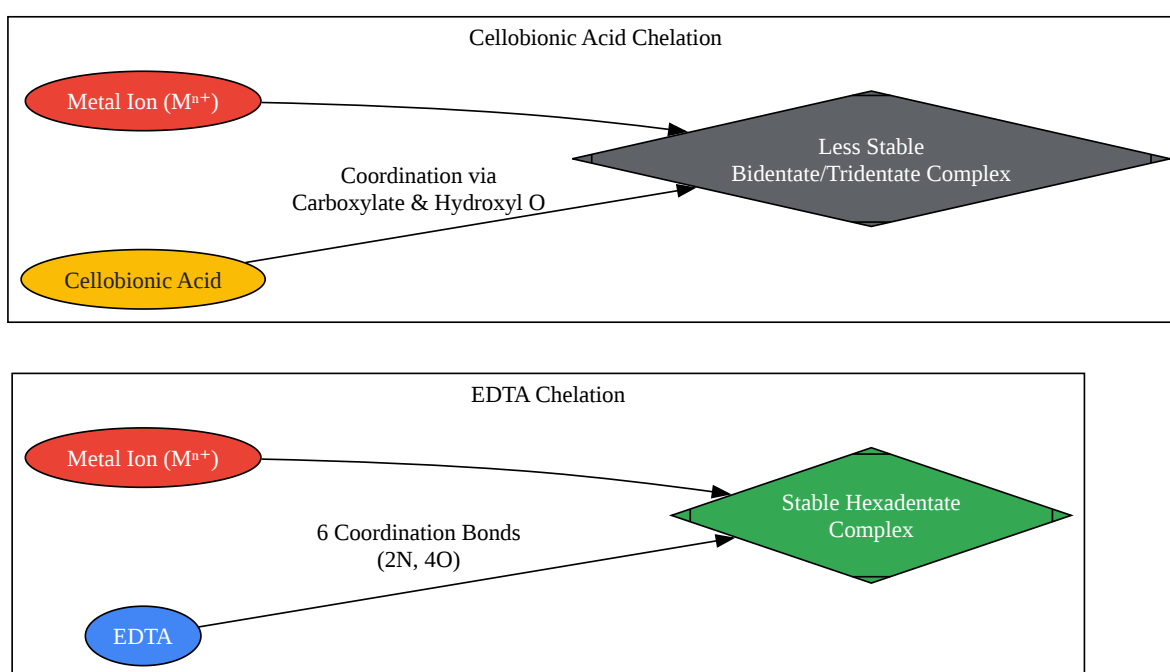 Cellobionic Acid Chelation
Metal Ion (Mⁿ⁺)
Less Stable
Bidentate/Tridentate Complex
Coordination via
Carboxylate & Hydroxyl O
Cellobionic Acid
EDTA Chelation
Metal Ion (Mⁿ⁺)
Stable Hexadentate
Complex
6 Coordination Bonds
(2N, 4O)
EDTA